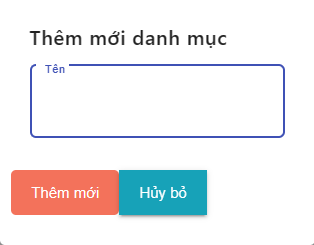 Thêm mới danh mục
Tên
Thêm mới Hủy bỏ